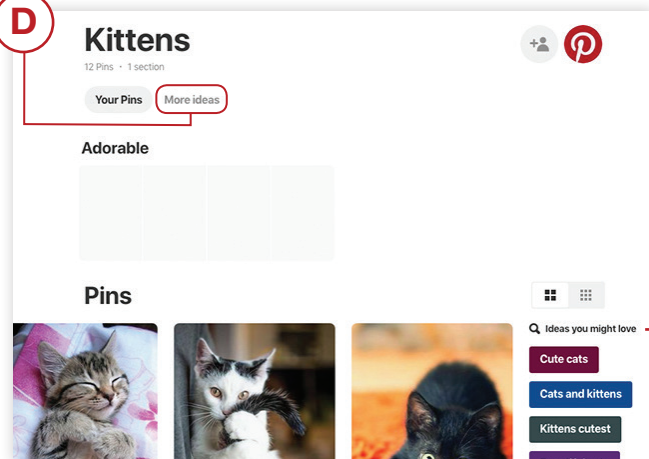 D
Kittens
12 Pins · 1 section
Your Pins More ideas
Adorable
Pins
Ideas you might love
Cute cats
Cats and kittens
Kittens cutest